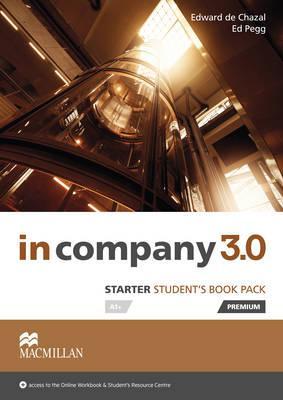 Edward de Chazal
Ed Pegg
in company 3.0
STARTER STUDENT'S BOOK PACK
A1+
PREMIUM
MACMILLAN
+ access to the Online Workbook & Student's Resource Centre